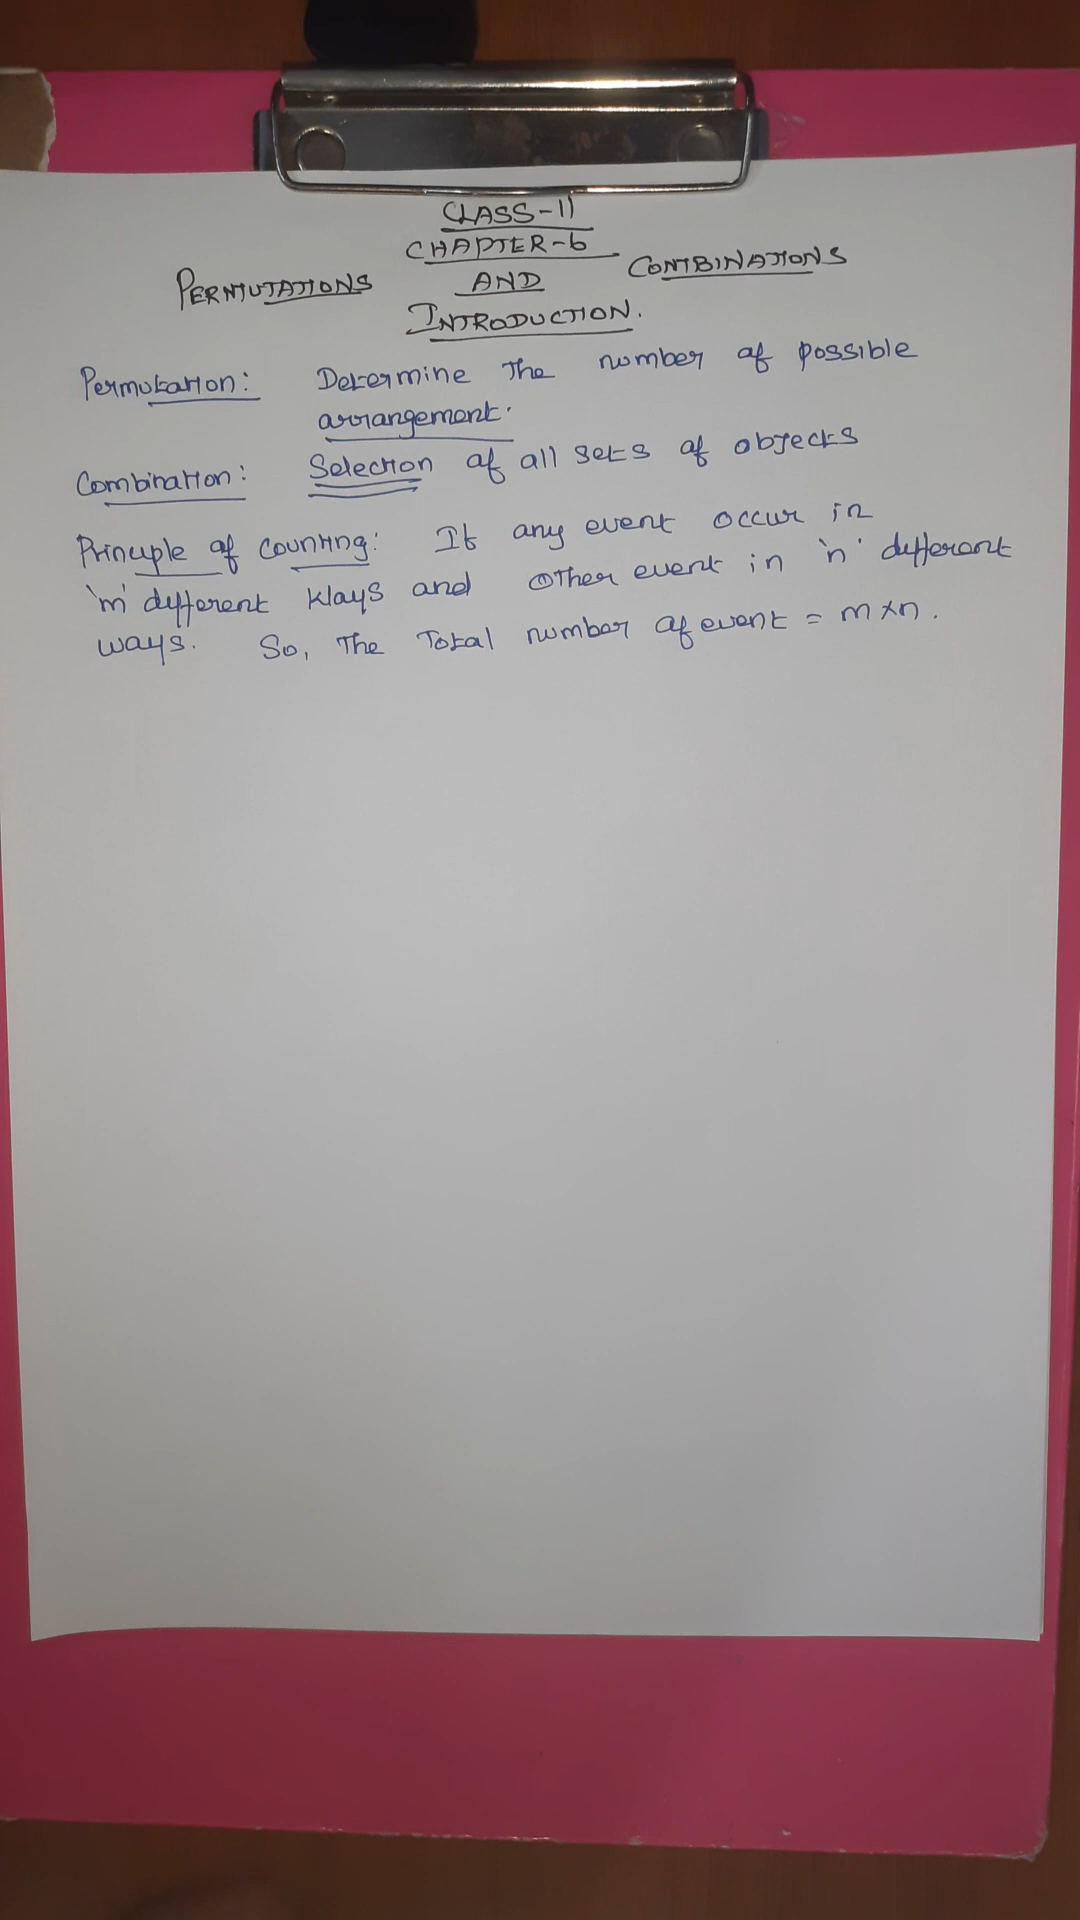 CLASS-11
CHAPTER-6
PERMUTATIONS AND COMBINATIONS
INTRODUCTION.
Permutation: Determine The number of possible
arrangement.
Combination: Selection of all sets of objects
Principle of counting: If any event occur in
'm' different ways and other event in 'n' different
ways. So, The Total number of event = m×n.